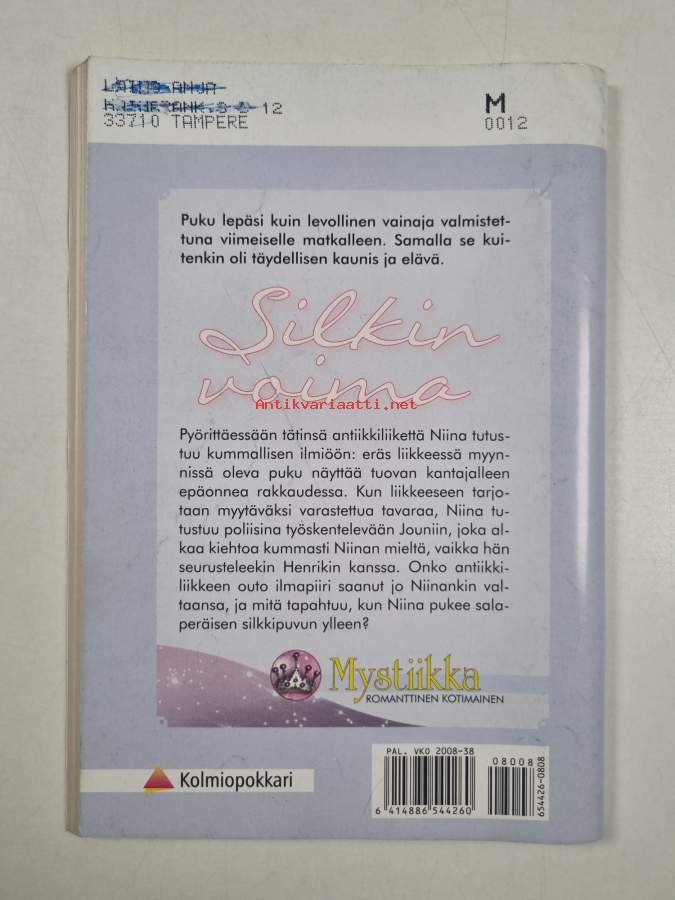 M
33710 TAMPERE
0012
Puku lepäsi kuin levollinen vainaja valmistet-
tuna viimeiselle matkalleen. Samalla se kui-
tenkin oli täydellisen kaunis ja elävä.
Silkin
voima
Antikvariaatti.net
Pyörittäessään tätinsä antiikkiliikettä Niina tutus-
tuu kummallisen ilmiöön: eräs liikkeessä myyn-
nissä oleva puku näyttää tuovan kantajalleen
epäonnea rakkaudessa. Kun liikkeeseen tarjo-
taan myytäväksi varastettua tavaraa, Niina tu-
tustuu poliisina työskentelevään Jouniin, joka al-
kaa kiehtoa kummasti Niinan mieltä, vaikka hän
seurusteleekin Henrikin kanssa. Onko antiikki-
liikkeen outo ilmapiiri saanut jo Niinankin val-
taansa, ja mitä tapahtuu, kun Niina pukee sala-
peräisen silkkipuvun ylleen?
Mystiikka
ROMANTTINEN KOTIMAINEN
Kolmiopokkari
PAL. VKO 2008-38
6 414886 544260
08008
654426-0808